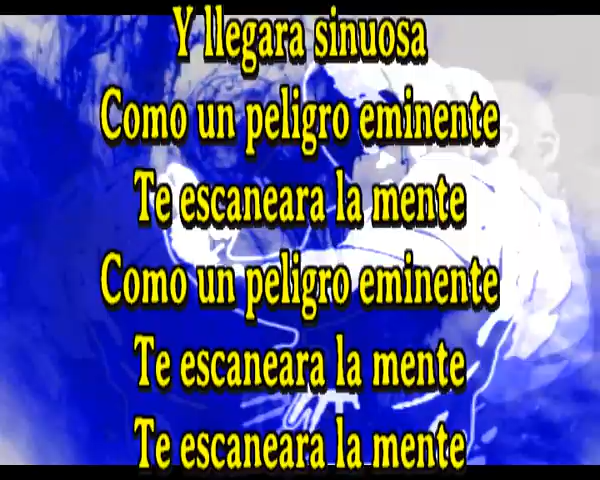 Y llegara sinuosa
Como un peligro eminente
Te escaneara la mente
Como un peligro eminente
Te escaneara la mente
Te escaneara la mente